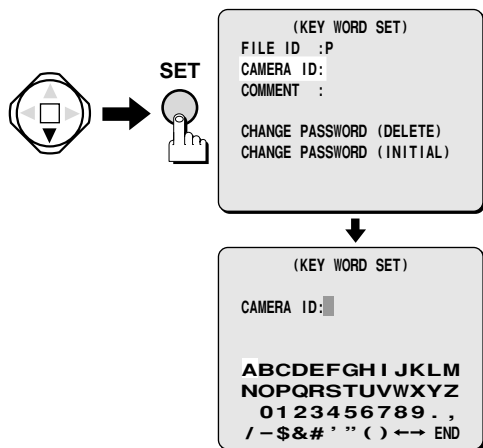 SET
(KEY WORD SET)
FILE ID :P
CAMERA ID:
COMMENT :
CHANGE PASSWORD (DELETE)
CHANGE PASSWORD (INITIAL)
(KEY WORD SET)
CAMERA ID:
ABCDEFGHIJKLM
NOPQRSTUVWXYZ
0123456789.,
/–$&#’”()←→ END